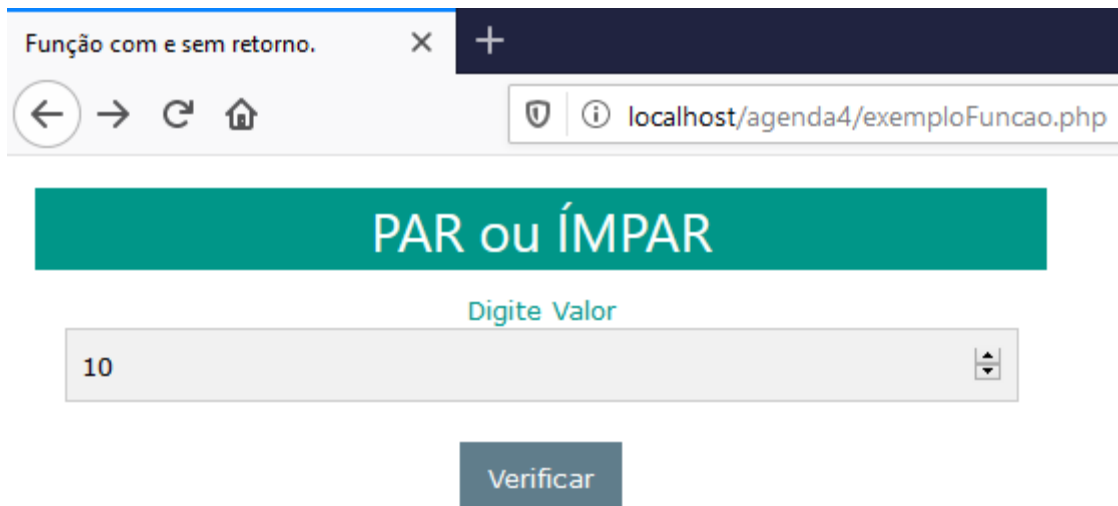 Função com e sem retorno.
localhost/agenda4/exemploFuncao.php
PAR ou ÍMPAR
Digite Valor
10
Verificar